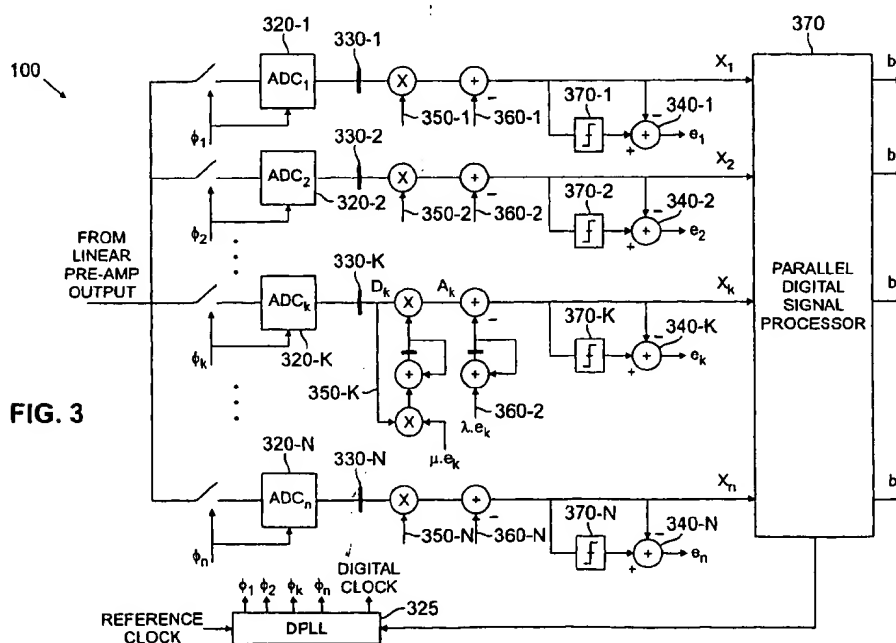 320-1
370
330-1
100
ADC1
X
+
−
X1
b
350-1
360-1
370-1
340-1
−
+
+
e1
ϕ1
330-2
ADC2
X
+
−
X2
b
320-2
350-2
360-2
370-2
340-2
−
+
+
e2
ϕ2
FROM
LINEAR
PRE-AMP
OUTPUT
330-K
Dk
Ak
ADCk
X
+
−
Xk
b
PARALLEL
DIGITAL
SIGNAL
PROCESSOR
320-K
370-K
340-K
−
+
+
ek
ϕk
+
+
350-K
360-2
λ.ek
X
μ.ek
FIG. 3
320-N
330-N
ADCn
X
+
−
Xn
b
350-N
360-N
370-N
340-N
−
+
+
en
ϕn
DIGITAL
CLOCK
ϕ1 ϕ2 ϕk ϕn
325
REFERENCE
CLOCK
DPLL